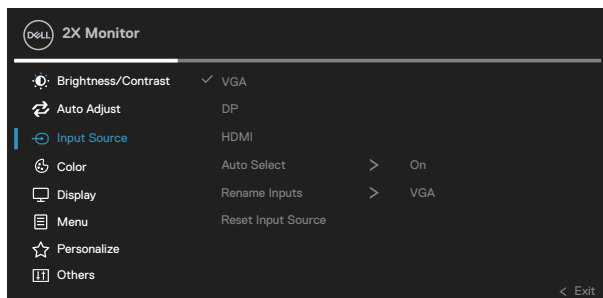 DELL 2X Monitor
Brightness/Contrast VGA
Auto Adjust DP
Input Source HDMI
Color Auto Select > On
Display Rename Inputs > VGA
Menu Reset Input Source
Personalize
Others
< Exit